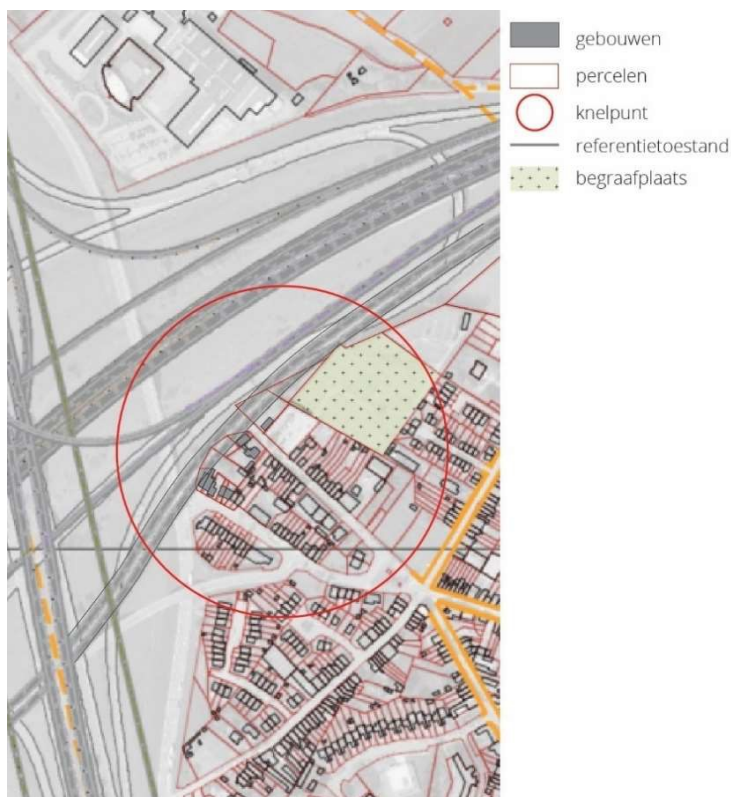 gebouwen
percelen
knelpunt
referentietoestand
begraafplaats